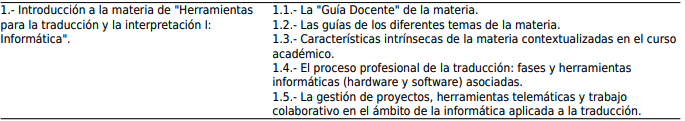 1.- Introducción a la materia de "Herramientas
para la traducción y la interpretación I:
Informática".
1.1.- La "Guía Docente" de la materia.
1.2.- Las guías de los diferentes temas de la materia.
1.3.- Características intrínsecas de la materia contextualizadas en el curso
académico.
1.4.- El proceso profesional de la traducción: fases y herramientas
informáticas (hardware y software) asociadas.
1.5.- La gestión de proyectos, herramientas telemáticas y trabajo
colaborativo en el ámbito de la informática aplicada a la traducción.